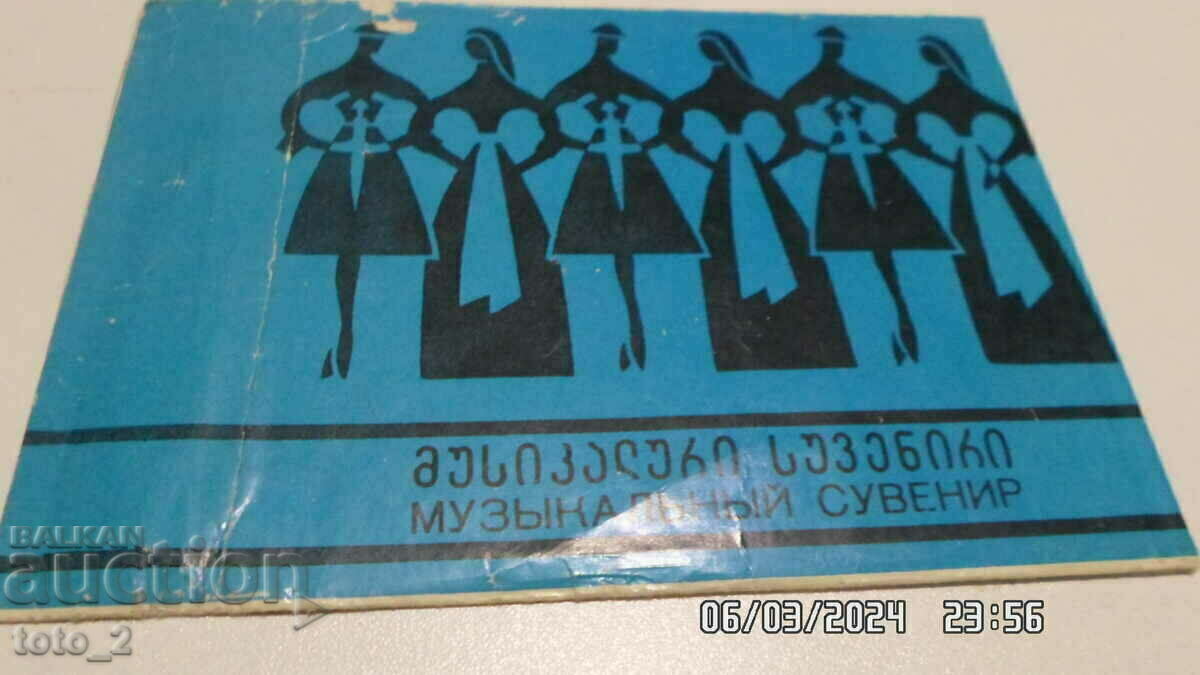 მუსიკალური სუვენირი
МУЗЫКАЛЬНЫЙ СУВЕНИР
BALKAN
auction
toto_2
06/03/2024 23:56